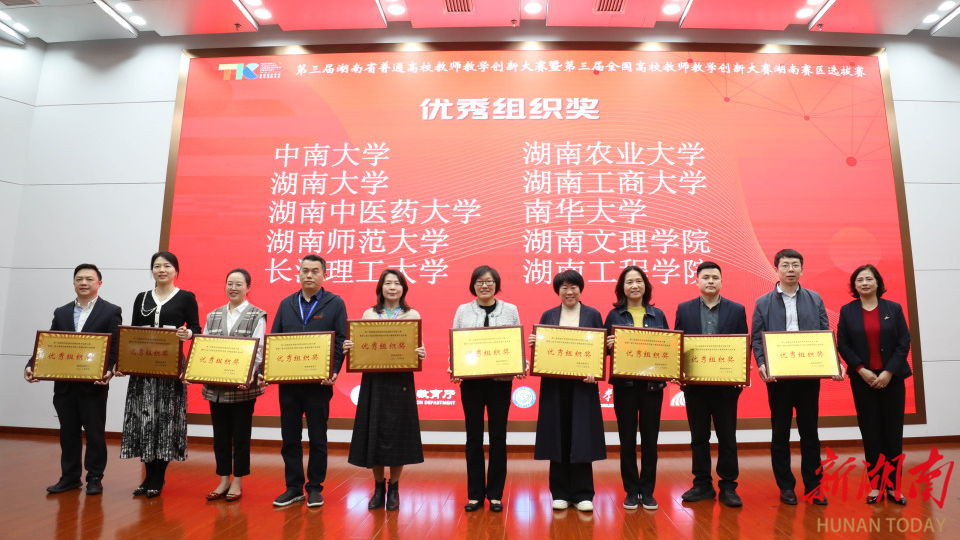 TK
第三届湖南省普通高校教师教学创新大赛暨第三届全国高校教师教学创新大赛湖南赛区选拔赛
优秀组织奖
中南大学
湖南大学
湖南中医药大学
湖南师范大学
长沙理工大学
湖南农业大学
湖南工商大学
南华大学
湖南文理学院
湖南工程学院
优秀组织奖
优秀组织奖
优秀组织奖
优秀组织奖
优秀组织奖
优秀组织奖
优秀组织奖
优秀组织奖
优秀组织奖
优秀组织奖
教育厅
DEPARTMENT
新湖南
HUNAN TODAY